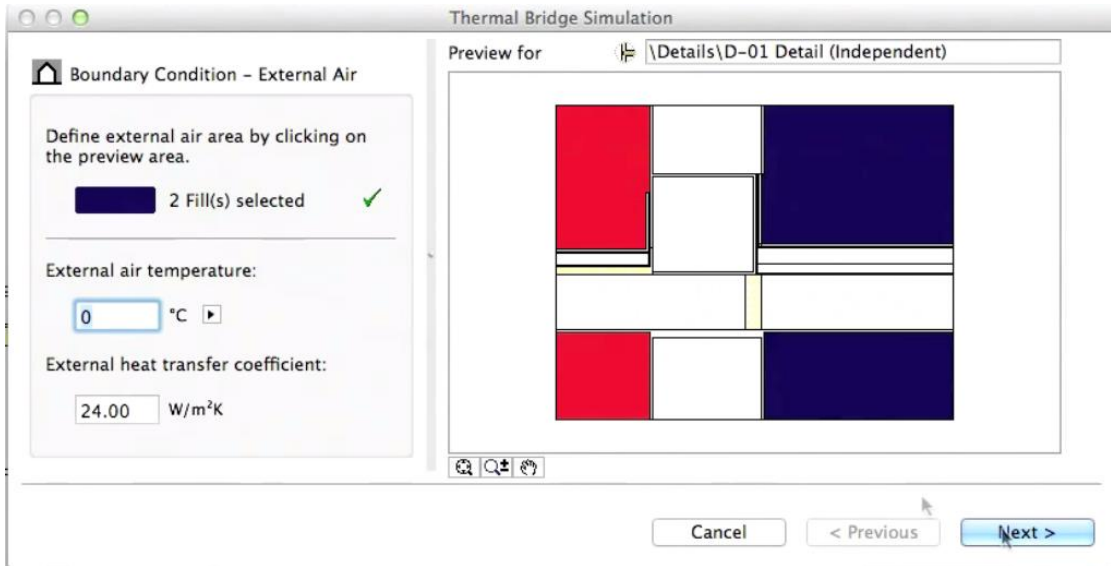 Thermal Bridge Simulation
Boundary Condition - External Air
Define external air area by clicking on
the preview area.
2 Fill(s) selected
External air temperature:
0 °C
External heat transfer coefficient:
24.00 W/m²K
Preview for \Details\D-01 Detail (Independent)
Cancel
< Previous
Next >